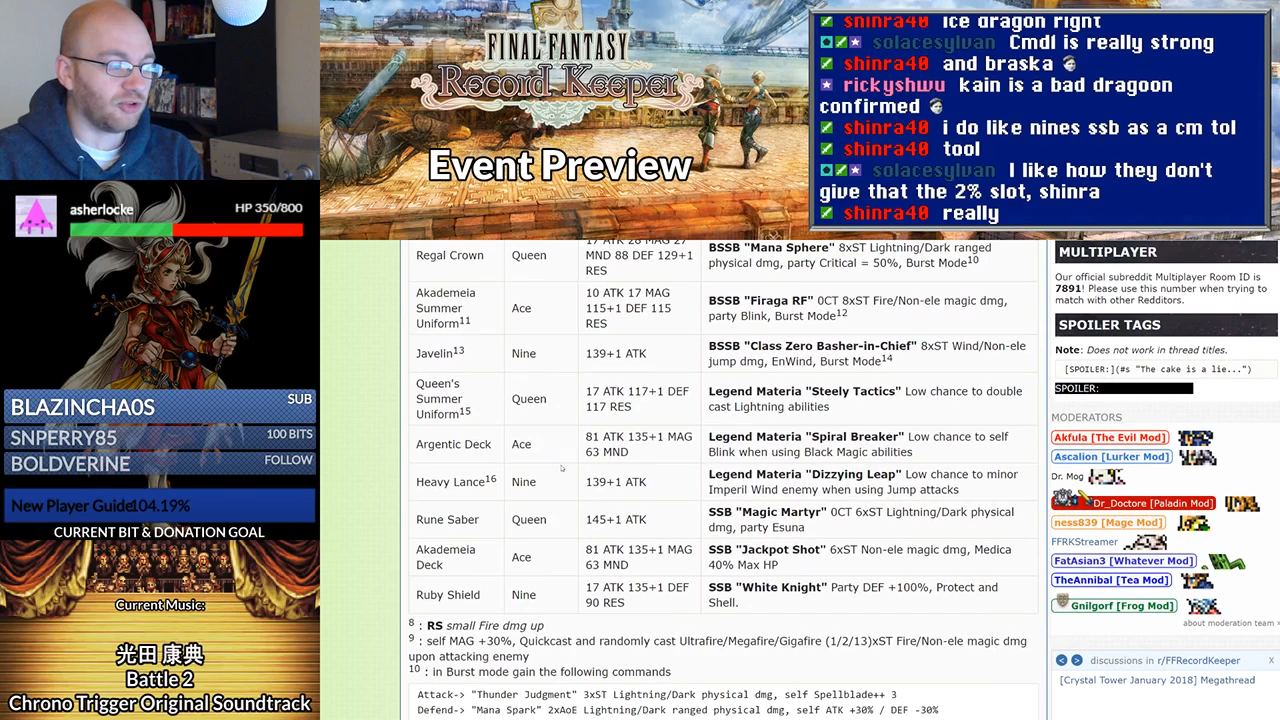 shinra40 ice dragon right
solacesylvan Cmd1 is really strong
shinra40 and braska
rickyshwu kain is a bad dragoon
confirmed
shinra40 i do like nines ssb as a cm tol
shinra40 tool
solacesylvan I like how they don't
give that the 2% slot, shinra
shinra40 really
FINAL FANTASY
Record Keeper
Event Preview
asherlocke HP 350/800
BLAZINCHA0S SUB
SNPERRY85 100 BITS
BOLDVERINE FOLLOW
New Player Guide104.19%
CURRENT BIT & DONATION GOAL
Current Music:
光田 康典
Battle 2
Chrono Trigger Original Soundtrack
17 ATK 28 MAG 27
Regal Crown Queen MND 88 DEF 129+1 BSSB "Mana Sphere" 8xST Lightning/Dark ranged
RES physical dmg, party Critical = 50%, Burst Mode10
Akademeia 10 ATK 17 MAG
Summer Ace 115+1 DEF 115 BSSB "Firaga RF" 0CT 8xST Fire/Non-ele magic dmg,
Uniform11 RES party Blink, Burst Mode12
Javelin13 Nine 139+1 ATK BSSB "Class Zero Basher-in-Chief" 8xST Wind/Non-ele
jump dmg, EnWind, Burst Mode14
Queen's
Summer Queen 17 ATK 117+1 DEF Legend Materia "Steely Tactics" Low chance to double
Uniform15 117 RES cast Lightning abilities
Argentic Deck Ace 81 ATK 135+1 MAG Legend Materia "Spiral Breaker" Low chance to self
63 MND Blink when using Black Magic abilities
Heavy Lance16 Nine 139+1 ATK Legend Materia "Dizzying Leap" Low chance to minor
Imperil Wind enemy when using Jump attacks
Rune Saber Queen 145+1 ATK SSB "Magic Martyr" 0CT 6xST Lightning/Dark physical
dmg, party Esuna
Akademeia Ace 81 ATK 135+1 MAG SSB "Jackpot Shot" 6xST Non-ele magic dmg, Medica
Deck 63 MND 40% Max HP
Ruby Shield Nine 17 ATK 135+1 DEF SSB "White Knight" Party DEF +100%, Protect and
90 RES Shell.
8 : RS small Fire dmg up
9 : self MAG +30%, Quickcast and randomly cast Ultrafire/Megafire/Gigafire (1/2/13)xST Fire/Non-ele magic dmg
upon attacking enemy
10 : in Burst mode gain the following commands
Attack-> "Thunder Judgment" 3xST Lightning/Dark physical dmg, self Spellblade++ 3
Defend-> "Mana Spark" 2xAoE Lightning/Dark ranged physical dmg, self ATK +30% / DEF -30%
MULTIPLAYER
Our official subreddit Multiplayer Room ID is
7891! Please use this number when trying to
match with other Redditors.
SPOILER TAGS
Note: Does not work in thread titles.
[SPOILER:](#s "The cake is a lie...")
SPOILER:
MODERATORS
Akfula [The Evil Mod]
Ascalion [Lurker Mod]
Dr. Mog
Dr_Doctore [Paladin Mod]
ness839 [Mage Mod]
FFRKStreamer
FatAsian3 [Whatever Mod]
TheAnnibal [Tea Mod]
Gnilgorf [Frog Mod]
about moderation team »
< > discussions in r/FFRecordKeeper X
[Crystal Tower January 2018] Megathread